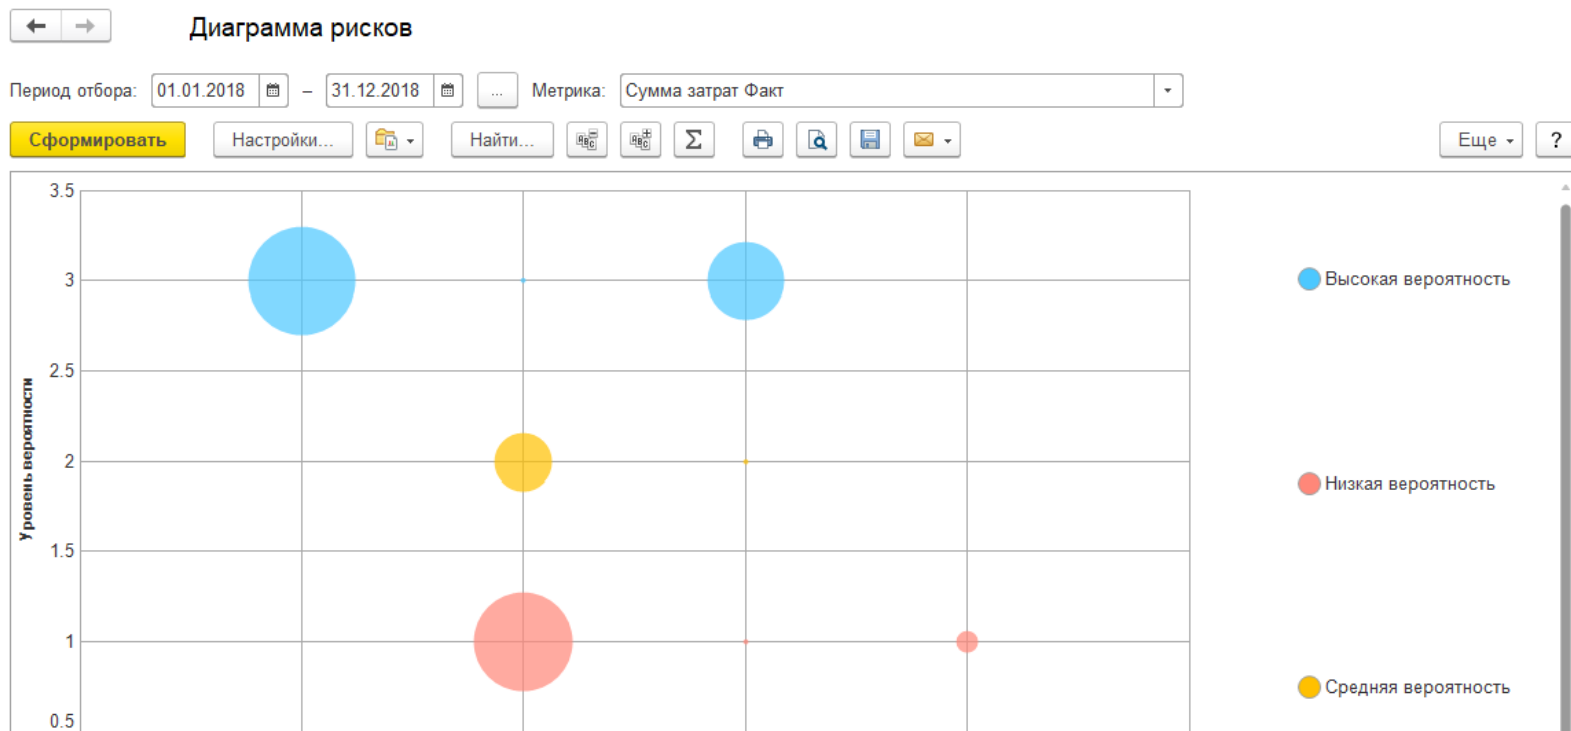 Диаграмма рисков
Период отбора: 01.01.2018 – 31.12.2018 ... Метрика: Сумма затрат Факт
Сформировать Настройки... Найти... Σ Еще ?
3.5
3
2.5
2
1.5
1
0.5
Уровень вероятности
Высокая вероятность
Низкая вероятность
Средняя вероятность